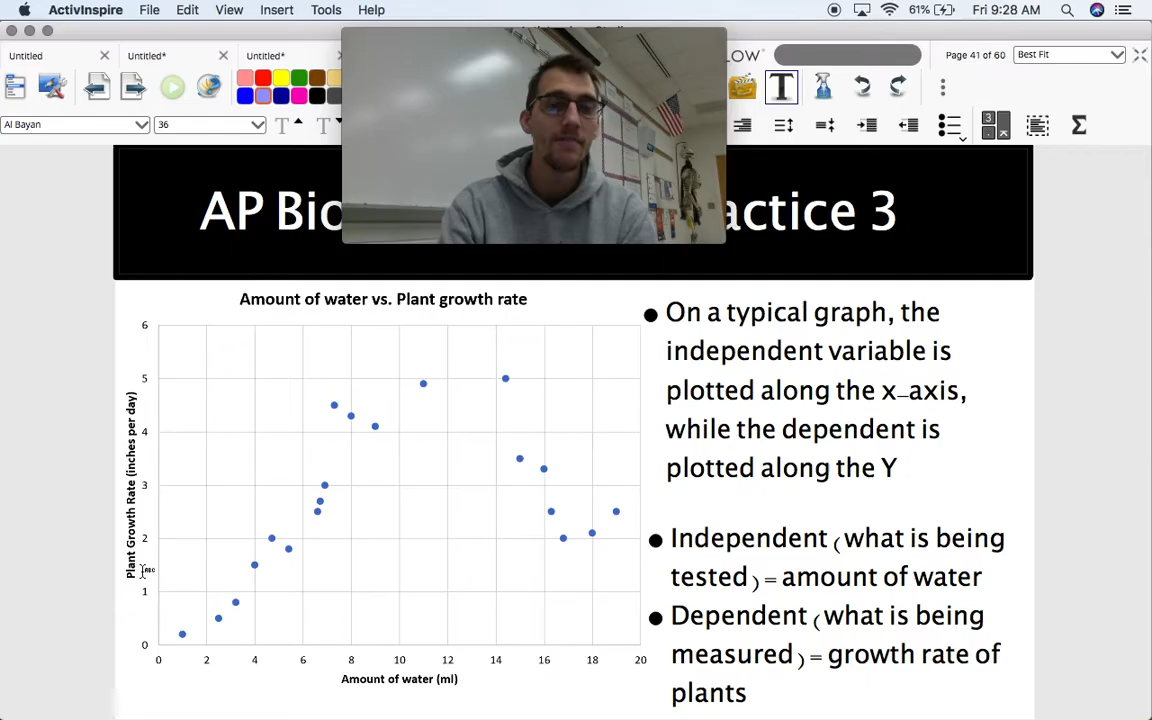 ActivInspire File Edit View Insert Tools Help 61% Fri 9:28 AM
Untitled Untitled* Untitled* LOW Page 41 of 60 Best Fit
Al Bayan 36
AP Bio actice 3
Amount of water vs. Plant growth rate
6
5
4
3
2
1
0
Plant Growth Rate (inches per day)
0 2 4 6 8 10 12 14 16 18 20
Amount of water (ml)
On a typical graph, the
independent variable is
plotted along the x-axis,
while the dependent is
plotted along the Y
Independent (what is being
tested) = amount of water
Dependent (what is being
measured) = growth rate of
plants